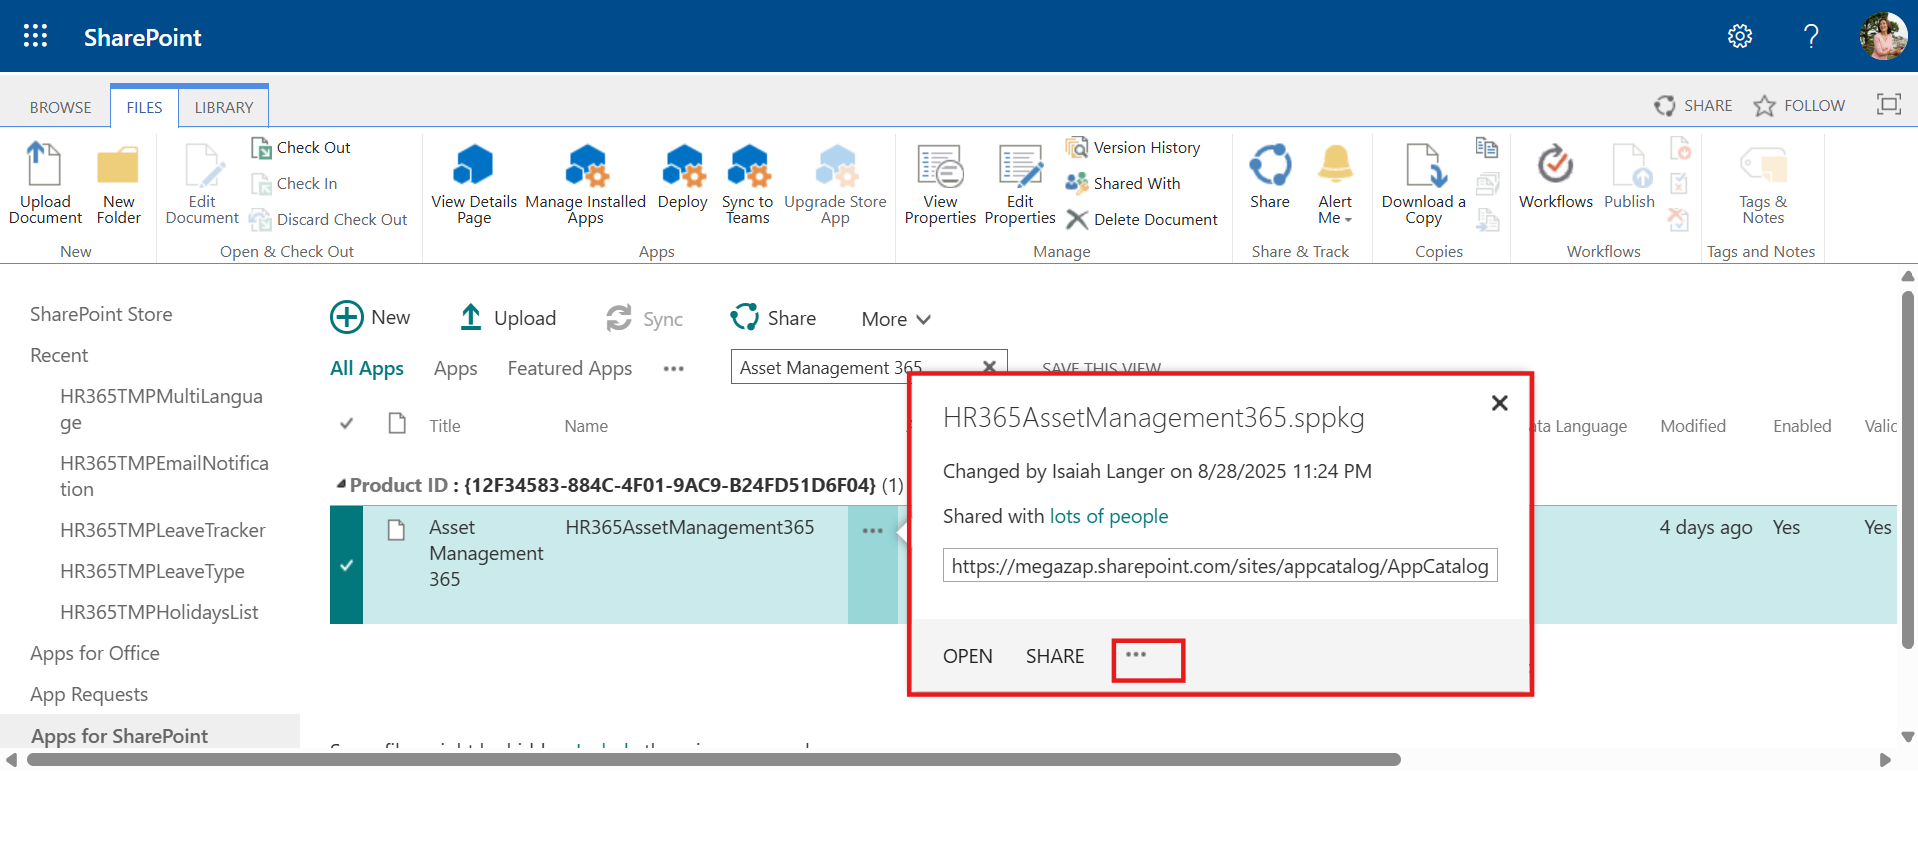 SharePoint
BROWSE FILES LIBRARY
SHARE FOLLOW
Upload Document
New Folder
New
Edit Document
Check Out
Check In
Discard Check Out
Open & Check Out
View Details Page
Manage Installed Apps
Deploy
Sync to Teams
Upgrade Store App
Apps
View Properties
Edit Properties
Version History
Shared With
Delete Document
Manage
Share
Alert Me
Share & Track
Download a Copy
Copies
Workflows
Publish
Workflows
Tags & Notes
Tags and Notes
SharePoint Store
Recent
HR365TMPMultiLangua
ge
HR365TMPEmailNotifica
tion
HR365TMPLeaveTracker
HR365TMPLeaveType
HR365TMPHolidaysList
Apps for Office
App Requests
Apps for SharePoint
New Upload Sync Share More
All Apps Apps Featured Apps ••• Asset Management 365 SAVE THIS VIEW
Title Name ata Language Modified Enabled Valid
Product ID : {12F34583-884C-4F01-9AC9-B24FD51D6F04} (1)
Asset
Management
365
HR365AssetManagement365 •••
4 days ago Yes Yes
HR365AssetManagement365.sppkg
Changed by Isaiah Langer on 8/28/2025 11:24 PM
Shared with lots of people
https://megazap.sharepoint.com/sites/appcatalog/AppCatalog
OPEN SHARE •••